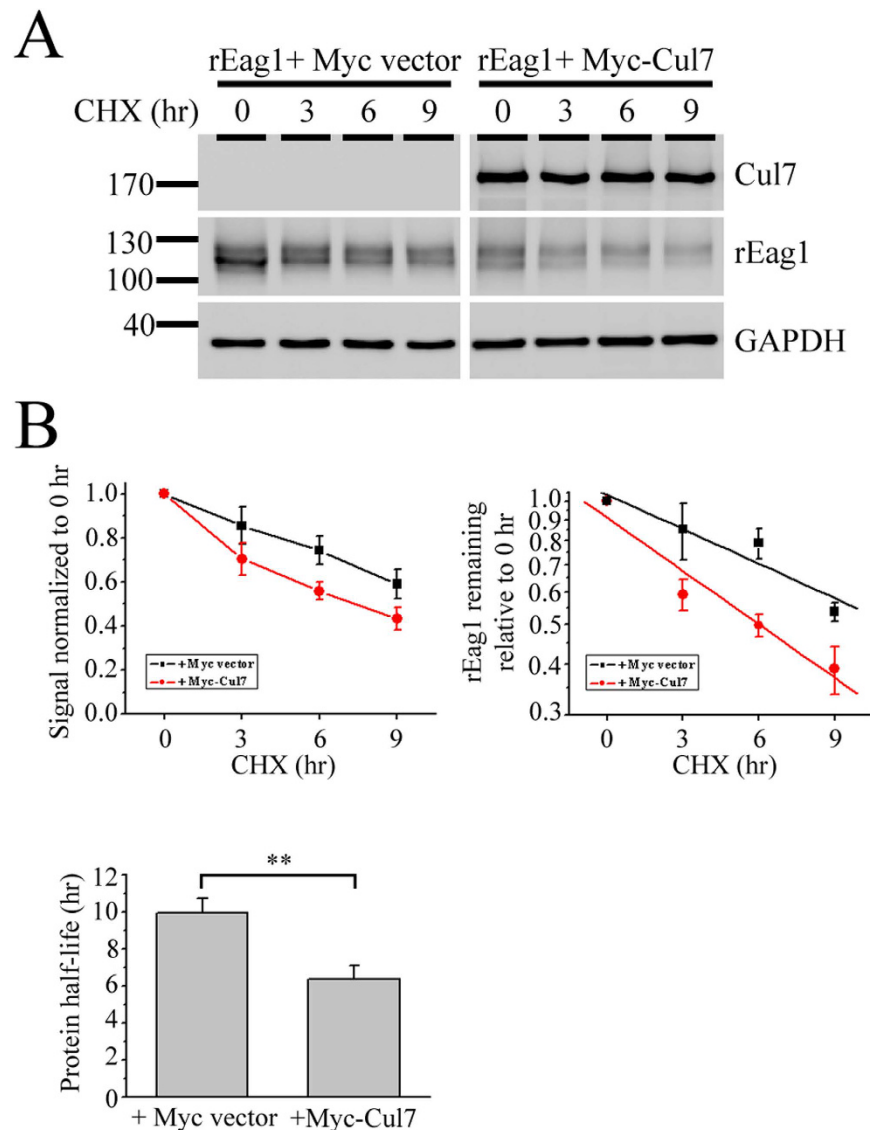 A
rEag1+ Myc vector rEag1+ Myc-Cul7
CHX (hr) 0 3 6 9 0 3 6 9
170 Cul7
130 rEag1
100
40 GAPDH
B
Signal normalized to 0 hr
1.0
0.8
0.6
0.4
0.2
0.0
+Myc vector
+Myc-Cul7
0 3 6 9
CHX (hr)
rEag1 remaining
relative to 0 hr
1.0
0.9
0.8
0.7
0.6
0.5
0.4
0.3
+Myc vector
+Myc-Cul7
0 3 6 9
CHX (hr)
Protein half-life (hr)
12
10
8
6
4
2
0
**
+ Myc vector +Myc-Cul7